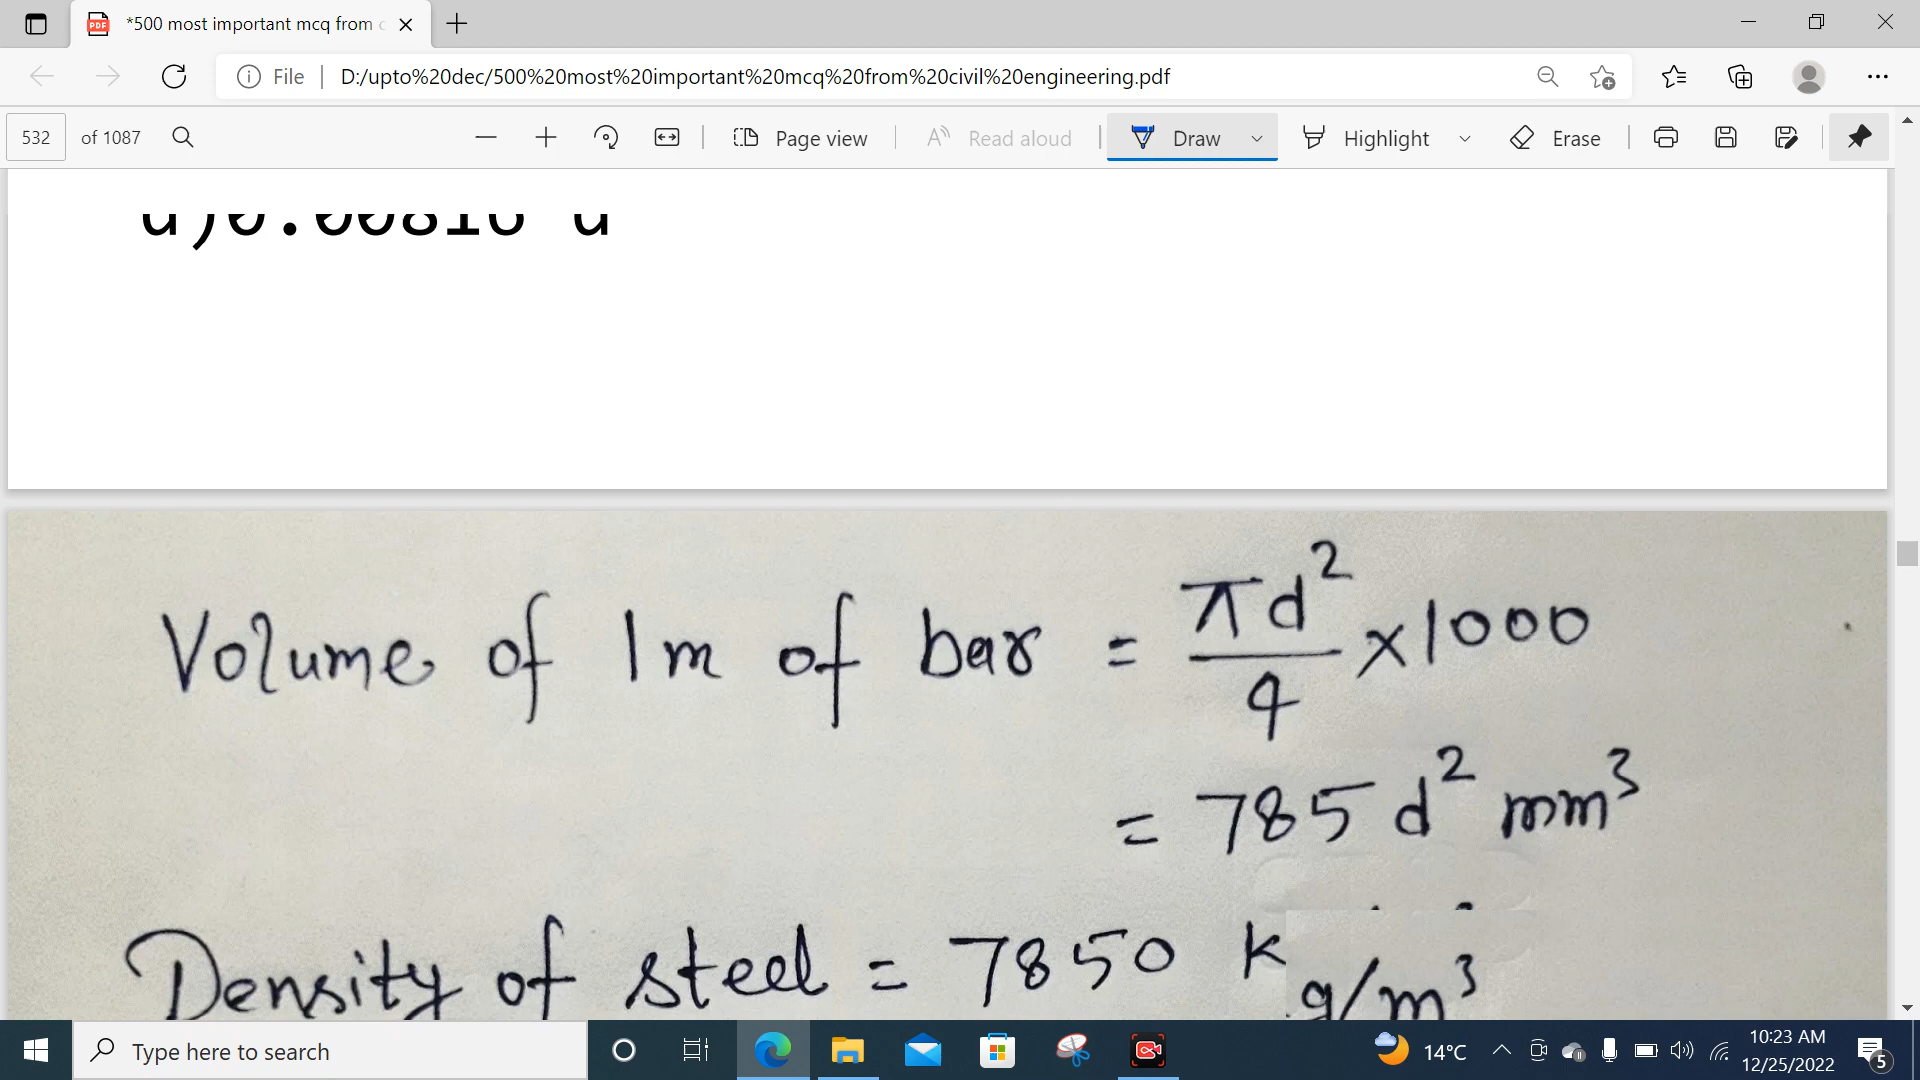 *500 most important mcq from c
File
D:/upto%20dec/500%20most%20important%20mcq%20from%20civil%20engineering.pdf
532 of 1087
Page view
Read aloud
Draw
Highlight
Erase
Volume of 1m of bar = πd²/4 ×1000
= 785 d² mm³
Density of steel = 7850 kg/m³
Type here to search
14°C
10:23 AM
12/25/2022
5